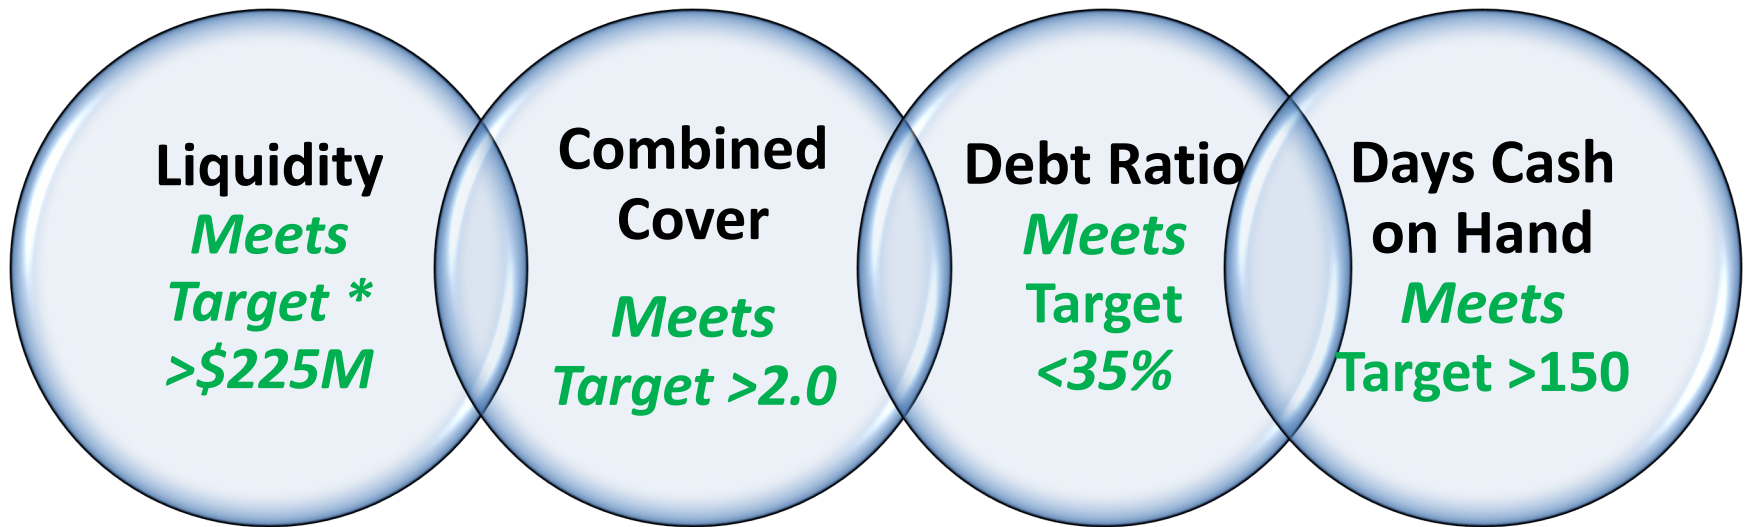 Liquidity
Meets
Target *
>$225M
Combined
Cover
Meets
Target >2.0
Debt Ratio
Meets
Target
<35%
Days Cash
on Hand
Meets
Target >150